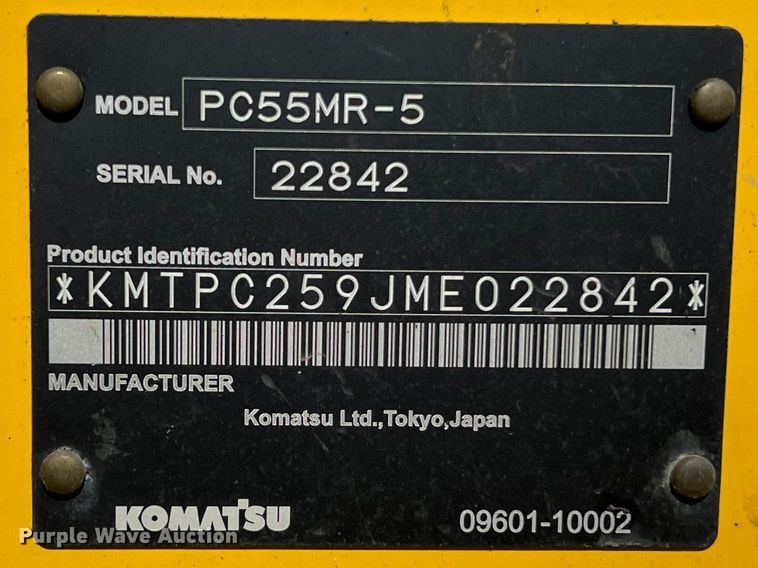 MODEL PC55MR-5
SERIAL No. 22842
Product Identification Number
*KMTPC259JME022842*
MANUFACTURER
Komatsu Ltd.,Tokyo,Japan
KOMATSU 09601-10002
Purple Wave Auction